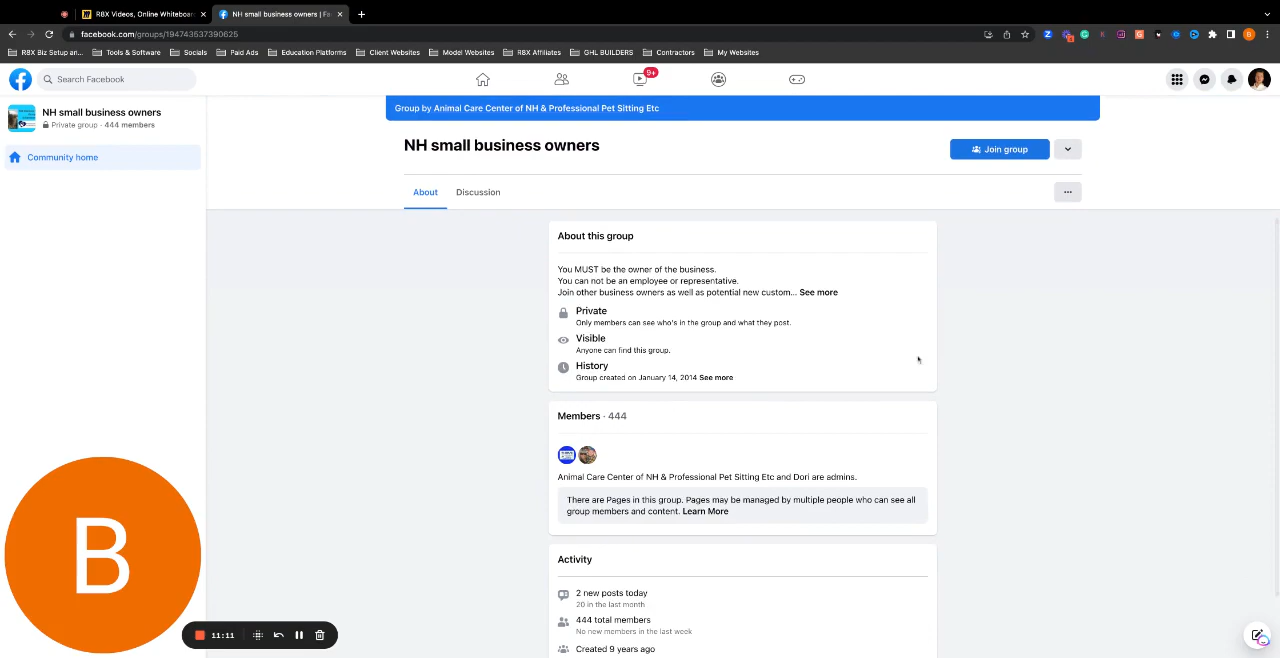 R8X Videos, Online Whiteboar
NH small business owners | Fa
facebook.com/groups/194743537390625
R8X Biz Setup an...
Tools & Software
Socials
Paid Ads
Education Platforms
Client Websites
Model Websites
R8X Affiliates
GHL BUILDERS
Contractors
My Websites
Search Facebook
9+
NH small business owners
Private group · 444 members
Community home
Group by Animal Care Center of NH & Professional Pet Sitting Etc
NH small business owners
Join group
About
Discussion
About this group
You MUST be the owner of the business.
You can not be an employee or representative.
Join other business owners as well as potential new custom... See more
Private
Only members can see who's in the group and what they post.
Visible
Anyone can find this group.
History
Group created on January 14, 2014 See more
Members · 444
Animal Care Center of NH & Professional Pet Sitting Etc and Dori are admins.
There are Pages in this group. Pages may be managed by multiple people who can see all
group members and content. Learn More
Activity
2 new posts today
20 in the last month
444 total members
No new members in the last week
Created 9 years ago
B
11:11